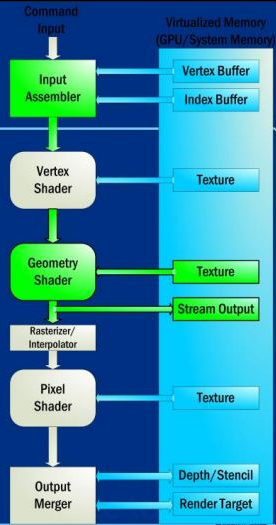 Command
Input
Virtualized Memory
(GPU/System Memory)
Input
Assembler
Vertex Buffer
Index Buffer
Vertex
Shader
Texture
Geometry
Shader
Texture
Stream Output
Rasterizer/
Interpolator
Pixel
Shader
Texture
Output
Merger
Depth/Stencil
Render Target